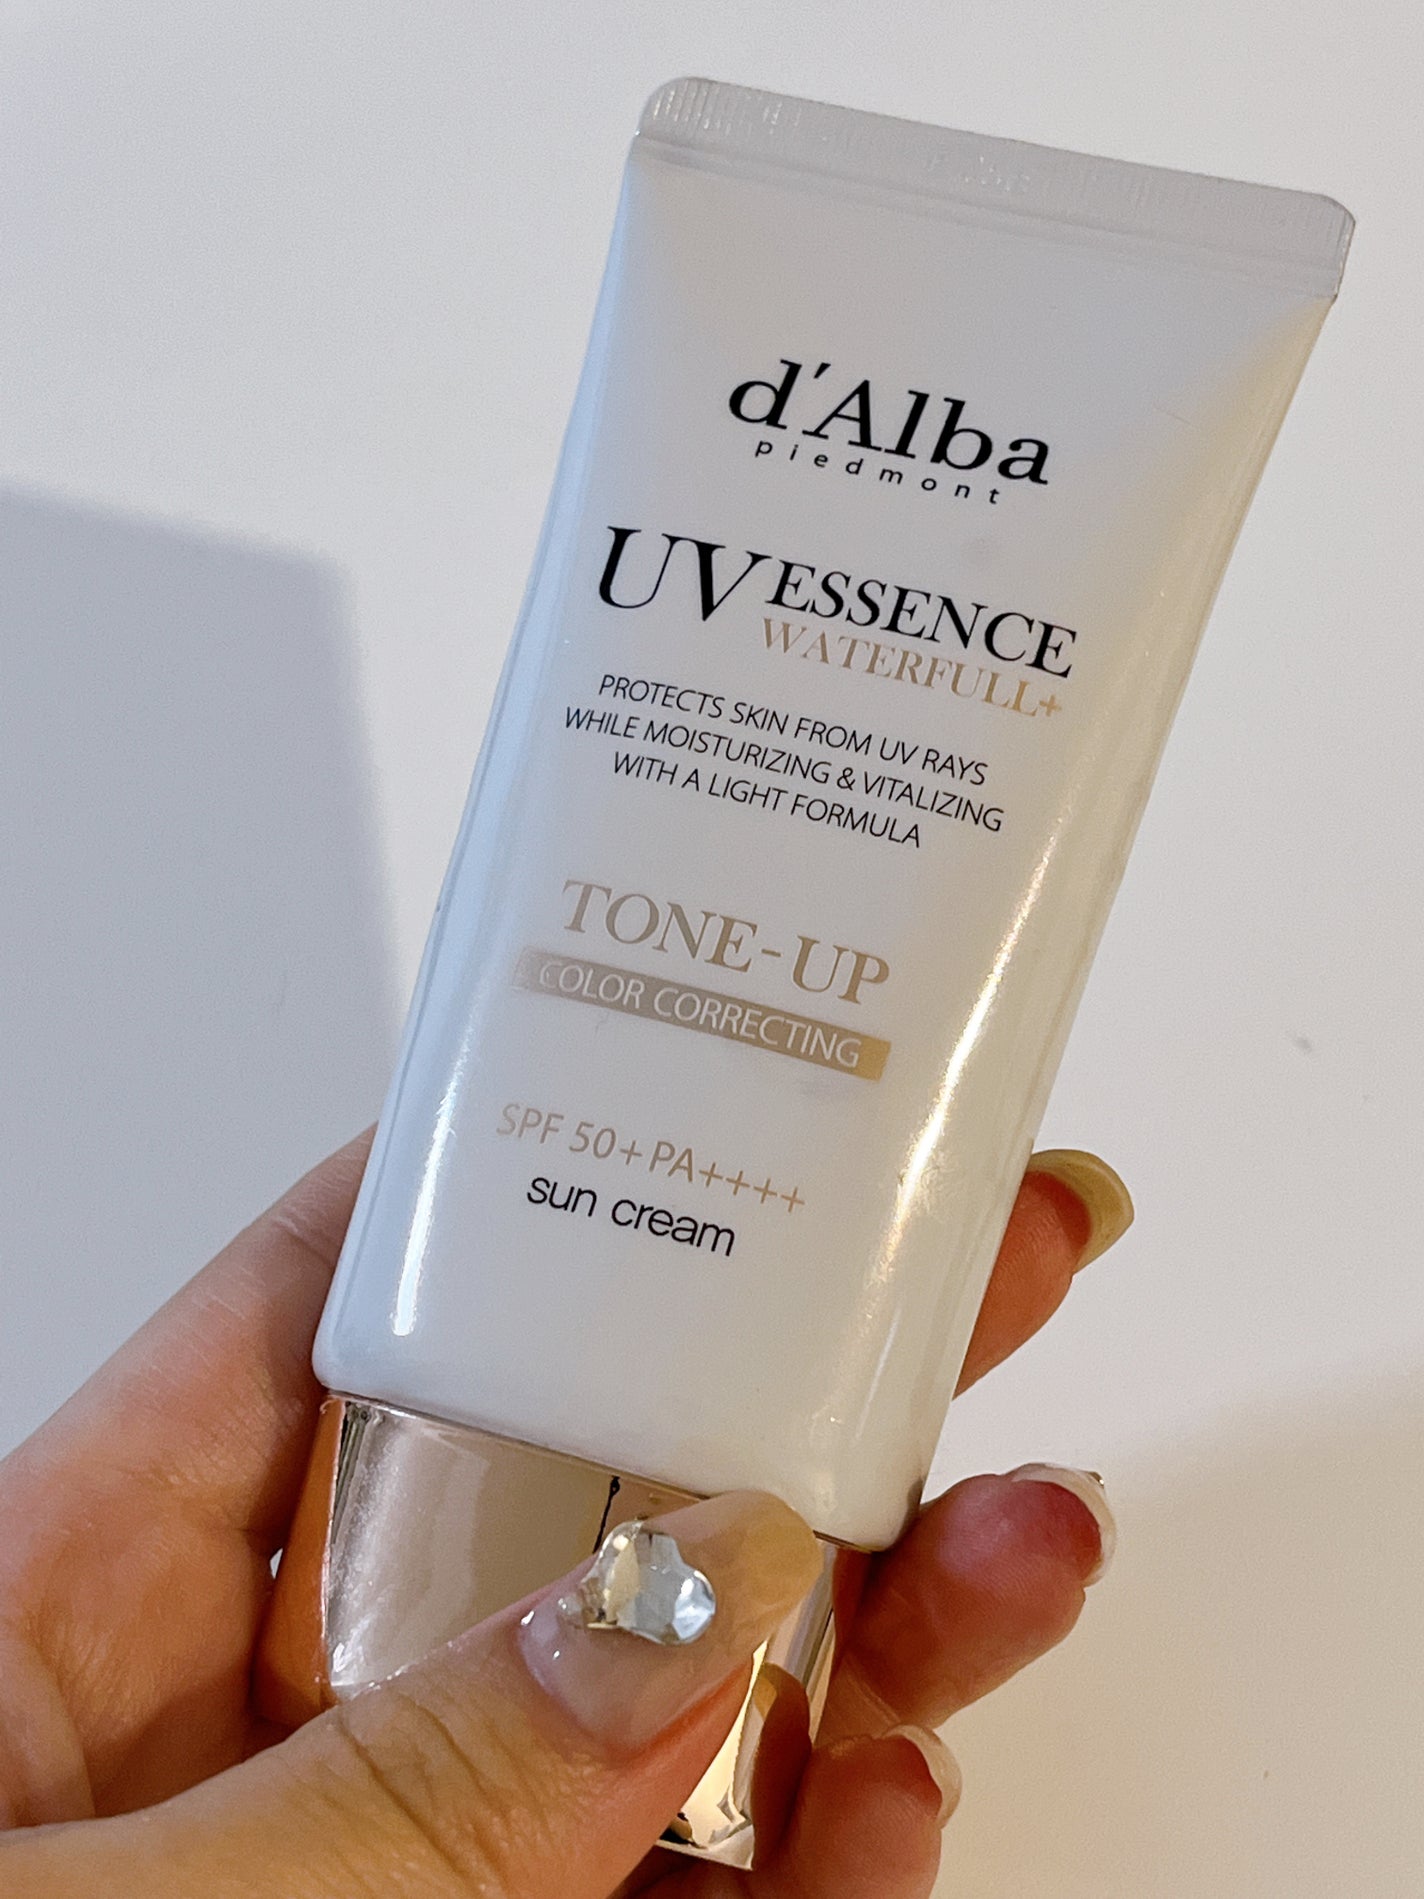 d'Alba
piedmont
UV ESSENCE
WATERFULL+
PROTECTS SKIN FROM UV RAYS
WHILE MOISTURIZING & VITALIZING
WITH A LIGHT FORMULA
TONE-UP
COLOR CORRECTING
SPF 50+ PA++++
sun cream